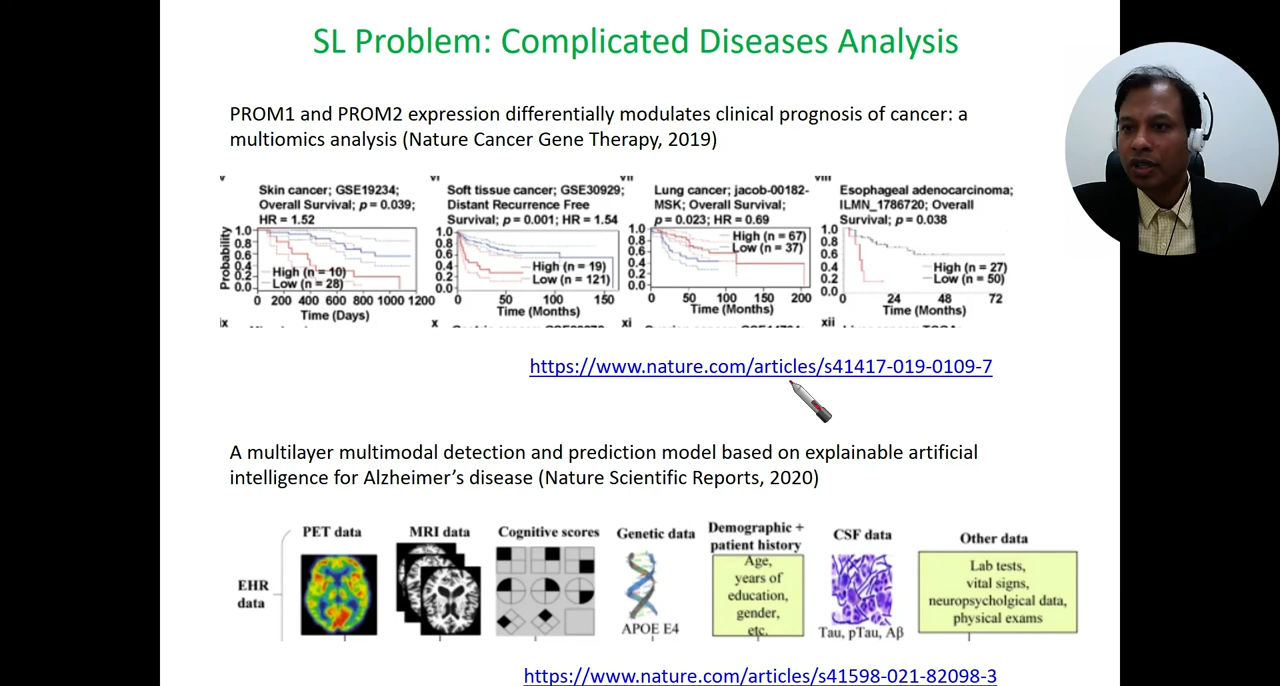 SL Problem: Complicated Diseases Analysis
PROM1 and PROM2 expression differentially modulates clinical prognosis of cancer: a
multiomics analysis (Nature Cancer Gene Therapy, 2019)
v
Skin cancer; GSE19234;
Overall Survival; p = 0.039;
HR = 1.52
Probability
1.0
0.8
0.6
0.4
0.2
0.0
High (n = 10)
Low (n = 28)
0 200 400 600 800 1000 1200
Time (Days)
vi
Soft tissue cancer; GSE30929;
Distant Recurrence Free
Survival; p = 0.001; HR = 1.54
1.0
0.8
0.6
0.4
0.2
0.0
High (n = 19)
Low (n = 121)
0 50 100 150
Time (Months)
vii
Lung cancer; jacob-00182-
MSK; Overall Survival;
p = 0.023; HR = 0.69
1.0
0.8
0.6
0.4
0.2
0
High (n = 67)
Low (n = 37)
0 50 100 150 200
Time (Months)
viii
Esophageal adenocarcinoma;
ILMN_1786720; Overall
Survival; p = 0.038
1.0
0.8
0.6
0.4
0.2
0.0
High (n = 27)
Low (n = 50)
0 24 48 72
Time (Months)
ix
x
xi
xii
https://www.nature.com/articles/s41417-019-0109-7
A multilayer multimodal detection and prediction model based on explainable artificial
intelligence for Alzheimer’s disease (Nature Scientific Reports, 2020)
EHR
data
PET data
MRI data
Cognitive scores
Genetic data
APOE E4
Demographic +
patient history
Age,
years of
education,
gender,
etc.
CSF data
Tau, pTau, Aβ
Other data
Lab tests,
vital signs,
neuropsycholgical data,
physical exams
https://www.nature.com/articles/s41598-021-82098-3